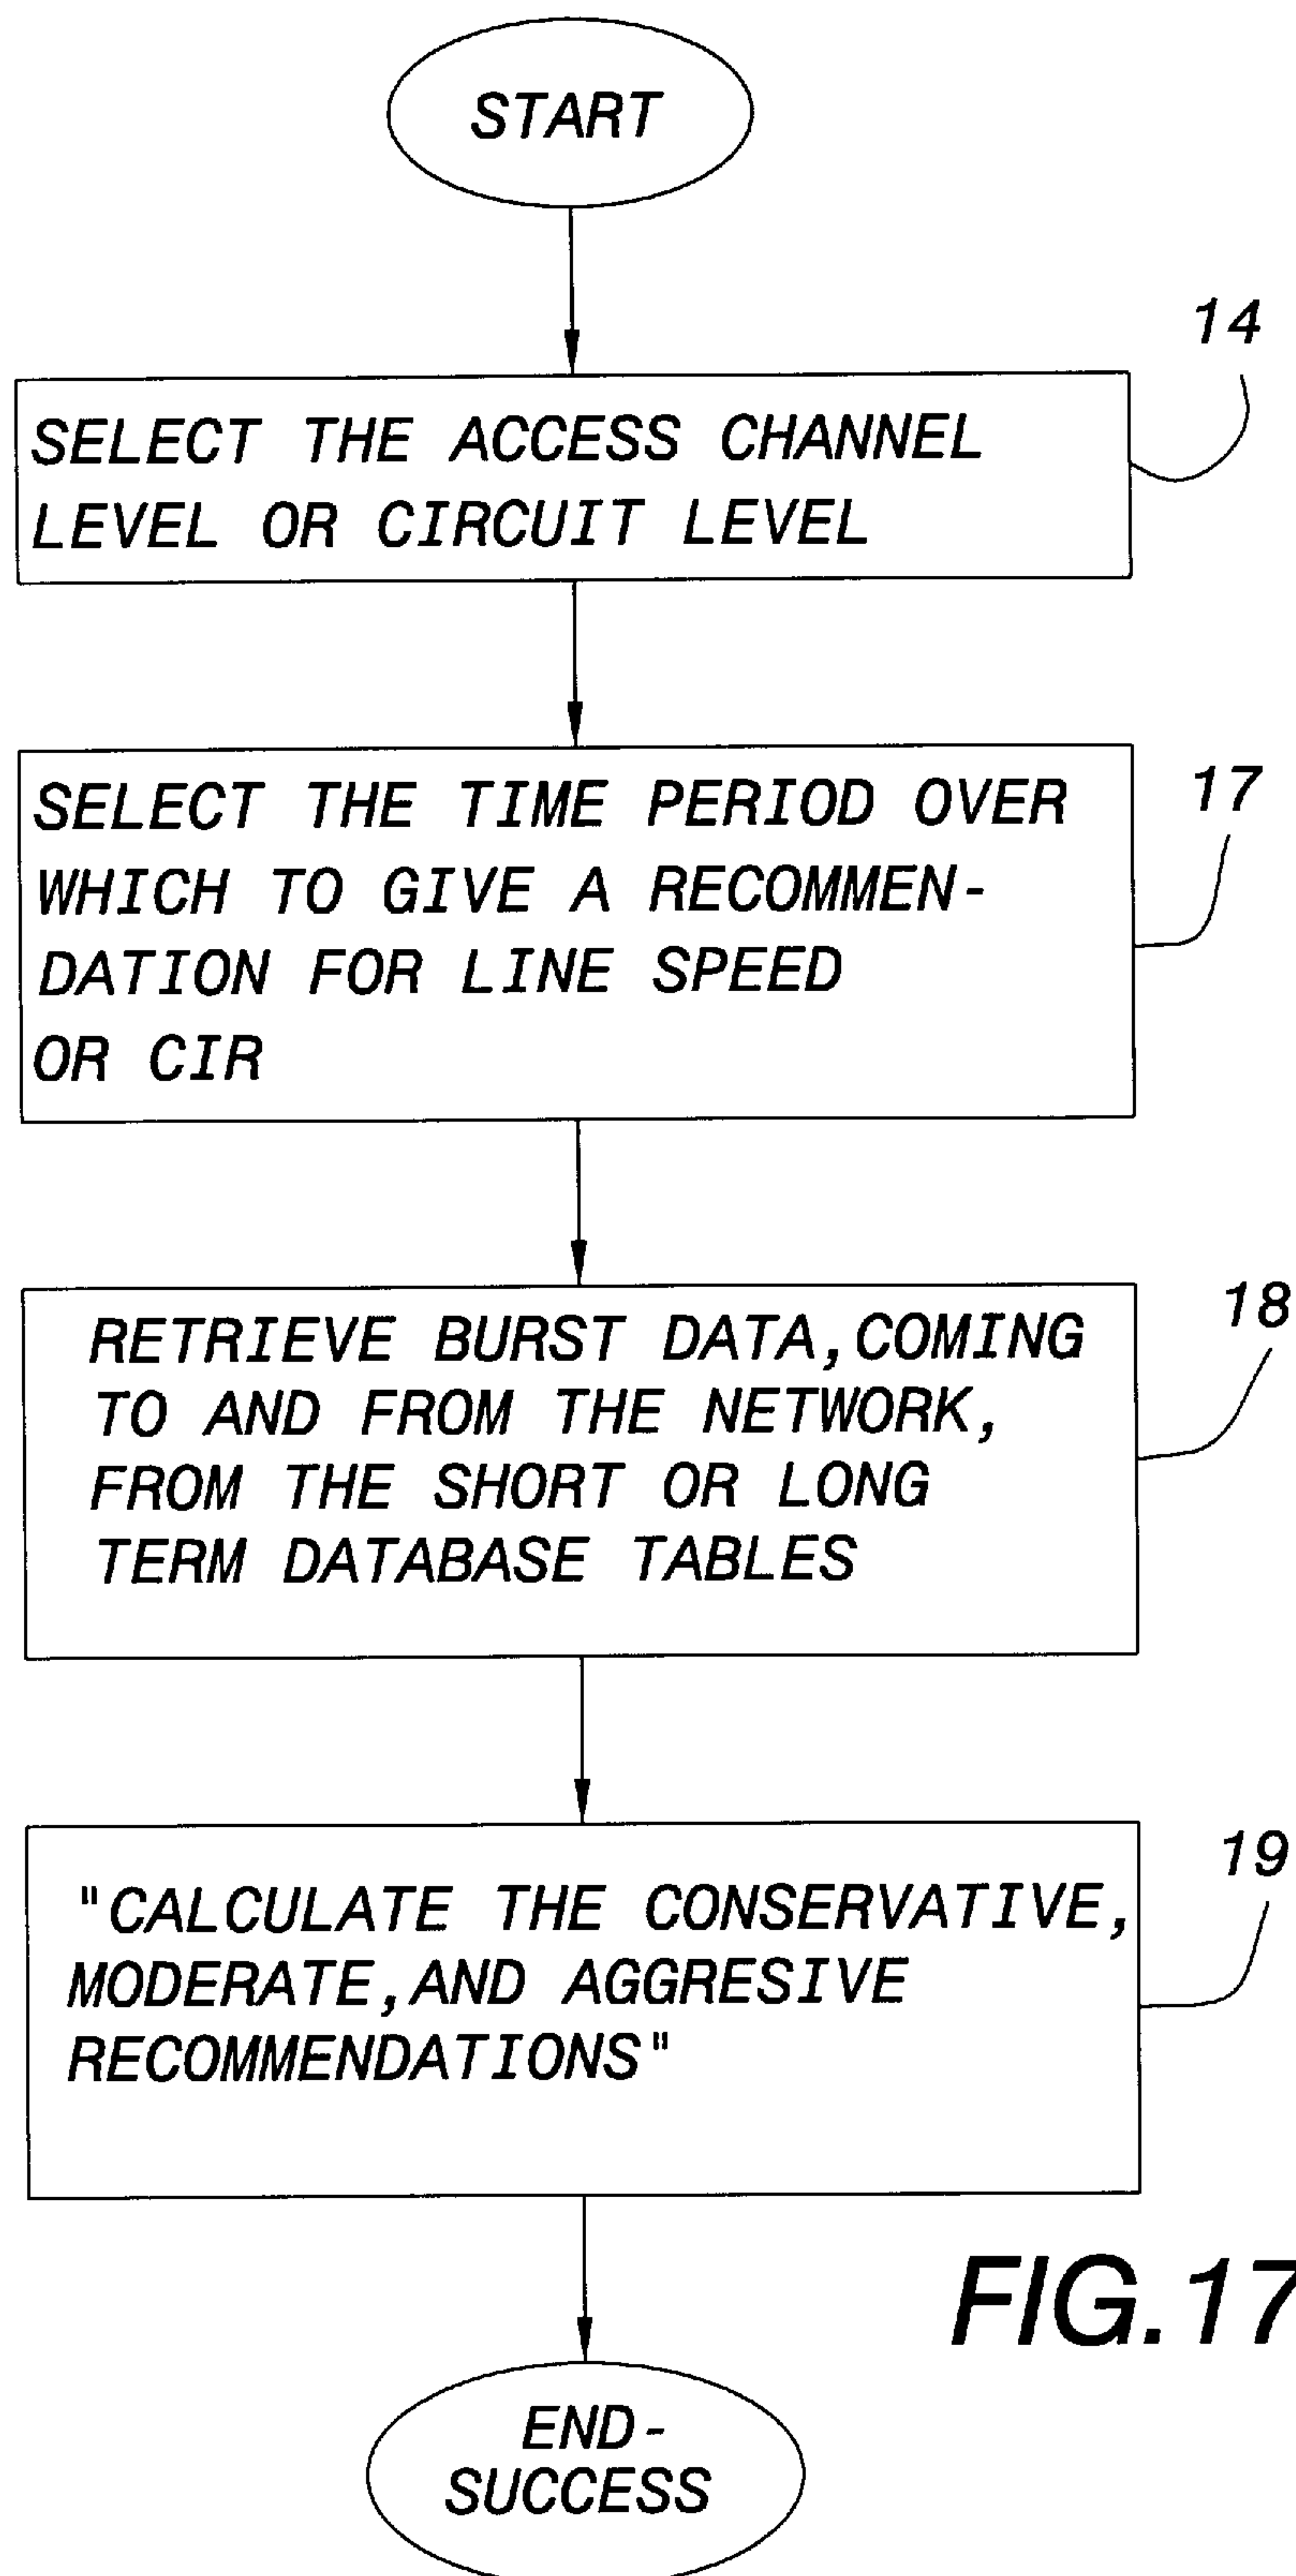 START
14
SELECT THE ACCESS CHANNEL
LEVEL OR CIRCUIT LEVEL
17
SELECT THE TIME PERIOD OVER
WHICH TO GIVE A RECOMMEN-
DATION FOR LINE SPEED
OR CIR
18
RETRIEVE BURST DATA,COMING
TO AND FROM THE NETWORK,
FROM THE SHORT OR LONG
TERM DATABASE TABLES
19
"CALCULATE THE CONSERVATIVE,
MODERATE,AND AGGRESIVE
RECOMMENDATIONS"
FIG.17
END-
SUCCESS